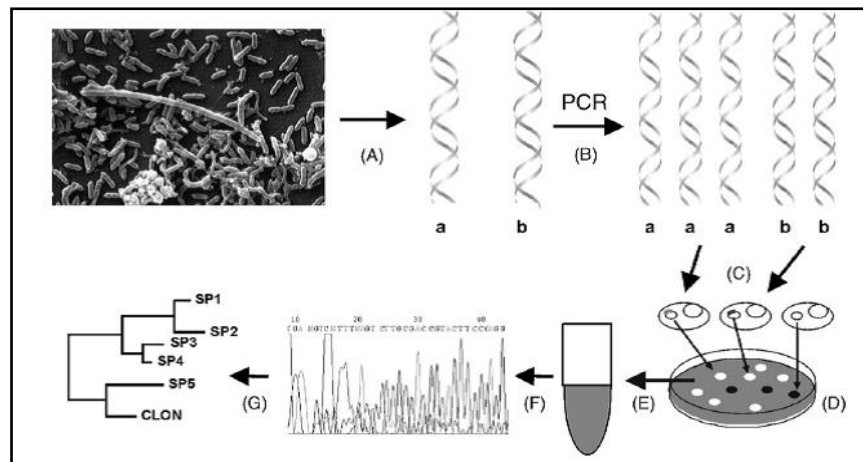 PCR
(A)
(B)
a
b
a
a
a
b
b
(C)
SP1
SP2
SP3
SP4
SP5
CLON
(G)
10
20
30
40
(F)
(E)
(D)